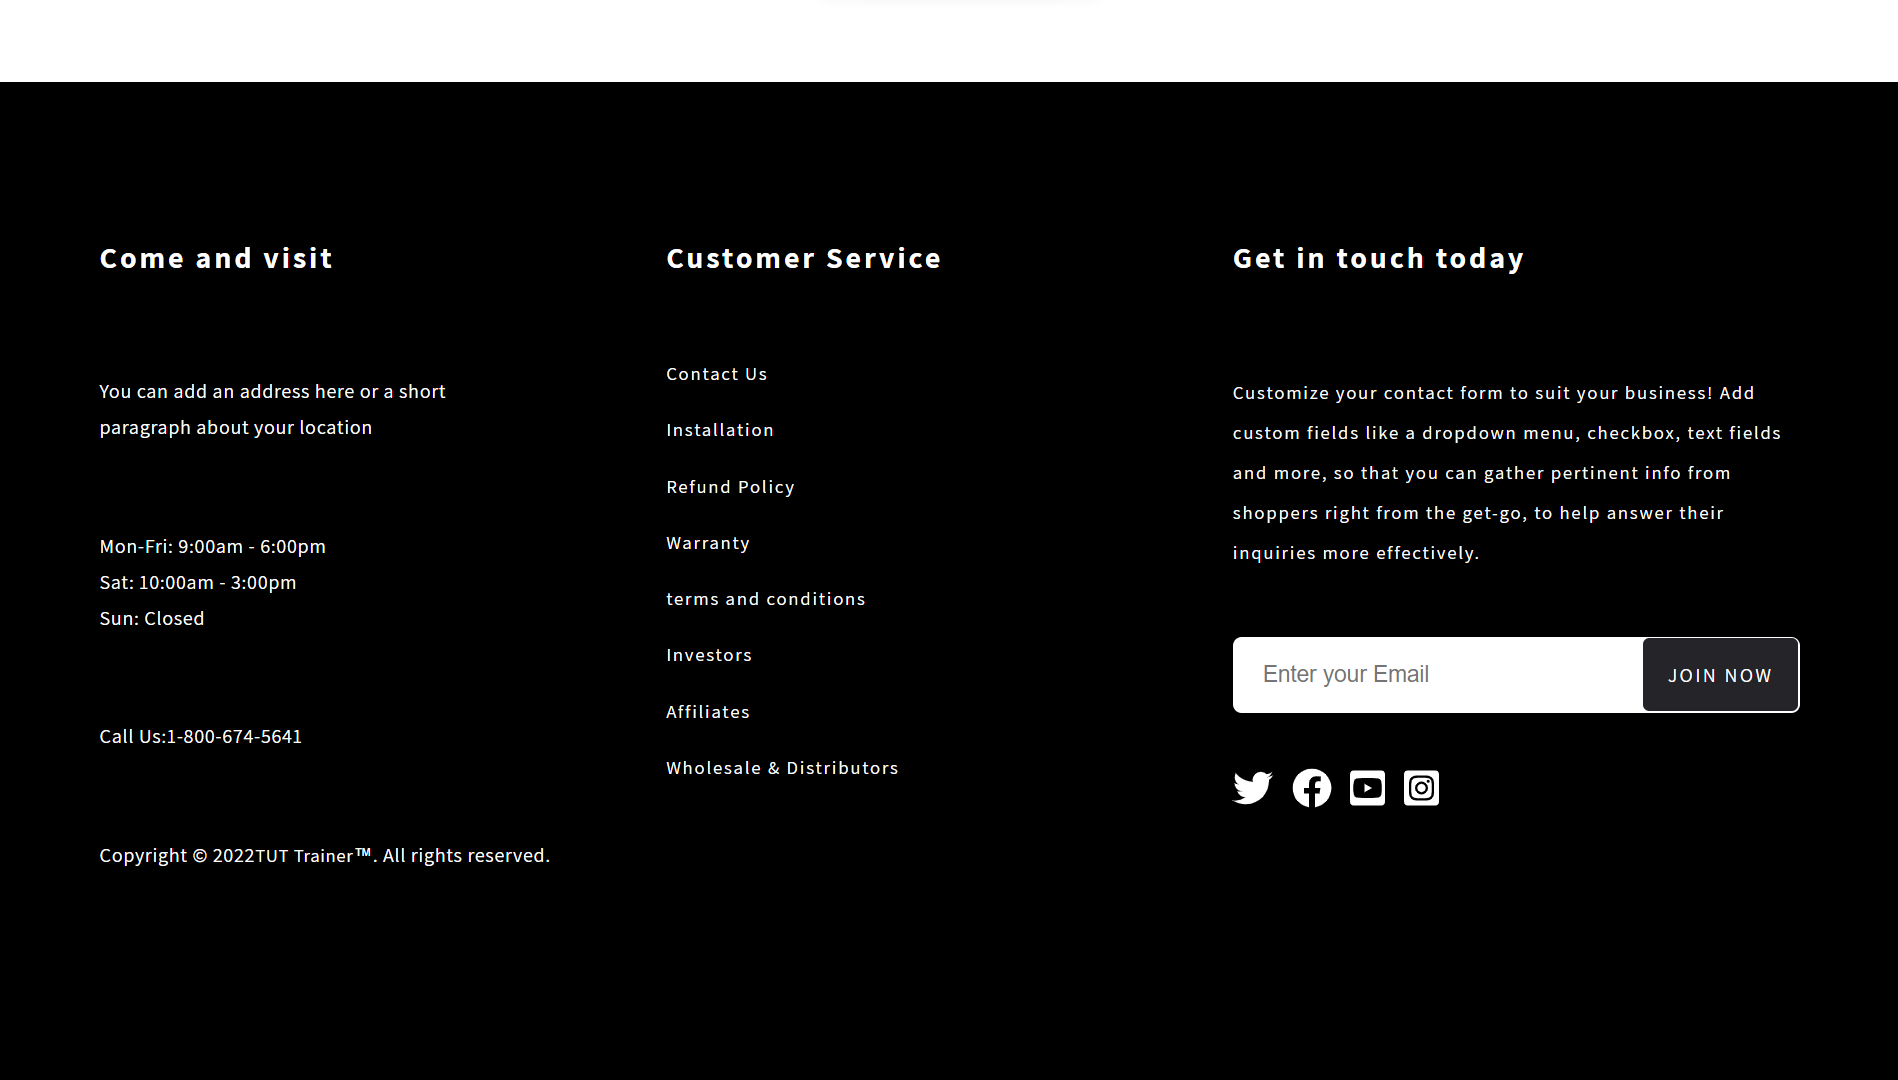 Come and visit
You can add an address here or a short
paragraph about your location
Mon-Fri: 9:00am - 6:00pm
Sat: 10:00am - 3:00pm
Sun: Closed
Call Us:1-800-674-5641
Copyright © 2022TUT Trainer™. All rights reserved.
Customer Service
Contact Us
Installation
Refund Policy
Warranty
terms and conditions
Investors
Affiliates
Wholesale & Distributors
Get in touch today
Customize your contact form to suit your business! Add
custom fields like a dropdown menu, checkbox, text fields
and more, so that you can gather pertinent info from
shoppers right from the get-go, to help answer their
inquiries more effectively.
Enter your Email
JOIN NOW